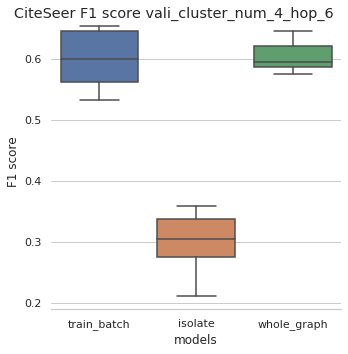 CiteSeer F1 score vali_cluster_num_4_hop_6
0.6
0.5
0.4
0.3
0.2
F1 score
train_batch isolate whole_graph
models